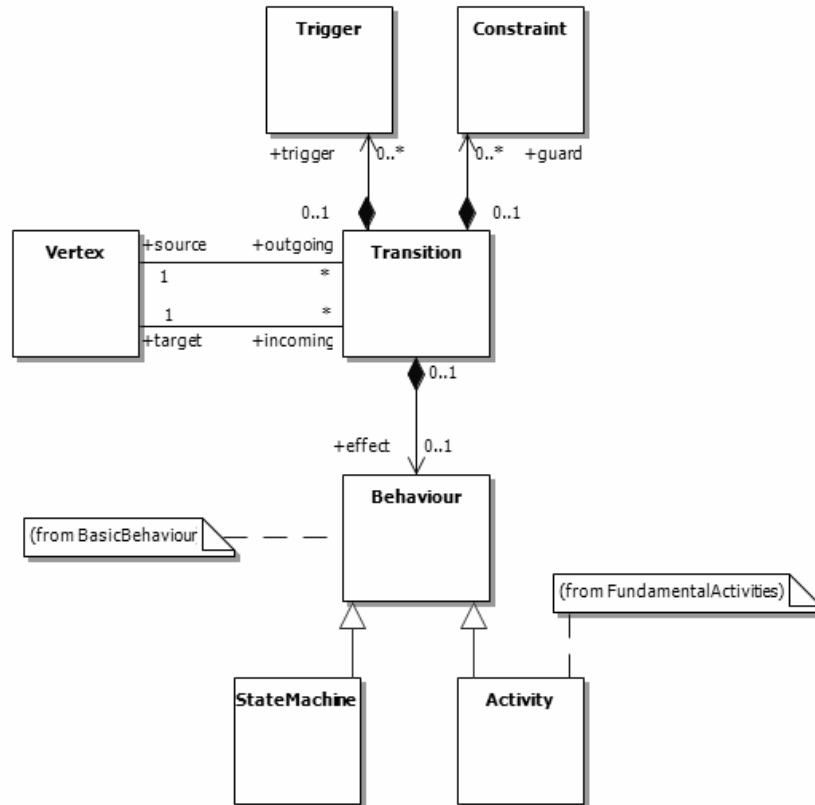 Trigger
Constraint
+trigger
0..*
0..*
+guard
0..1
0..1
Vertex
+source
+outgoing
Transition
1
*
1
*
+target
+incoming
0..1
+effect
0..1
Behaviour
(from BasicBehaviour
(from FundamentalActivities)
StateMachine
Activity